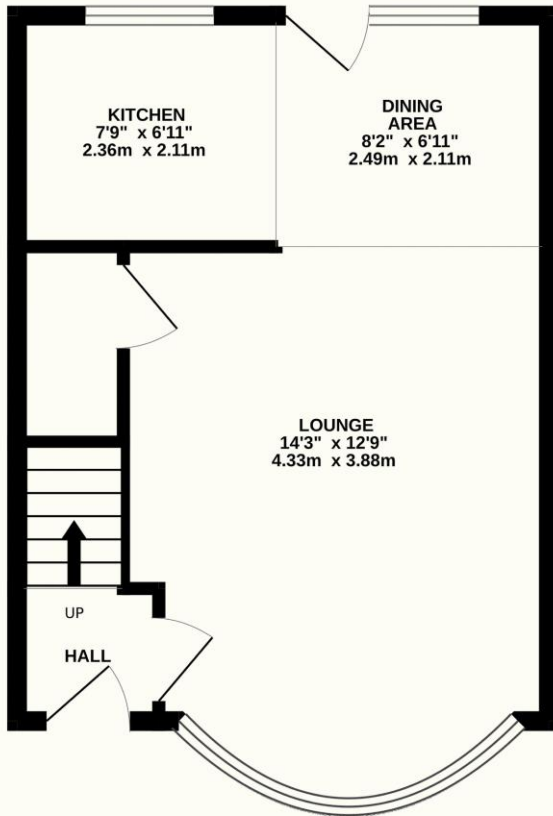 KITCHEN
7'9" x 6'11"
2.36m x 2.11m
DINING
AREA
8'2" x 6'11"
2.49m x 2.11m
LOUNGE
14'3" x 12'9"
4.33m x 3.88m
UP
HALL